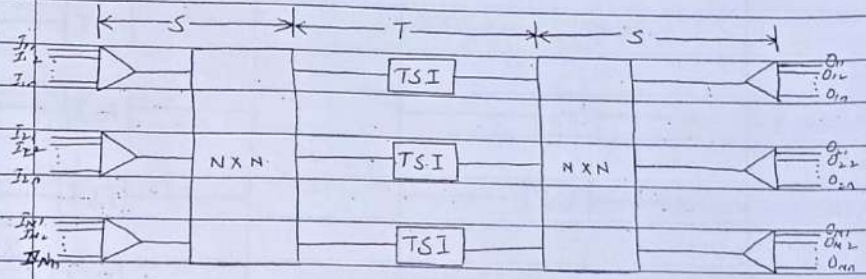 S T S
I11 O11
I12 TSI O12
I1n O1n
I21 O21
I22 N X N TSI N X N O22
I2n O2n
IN1 ON1
IN2 TSI ON2
INn ONn